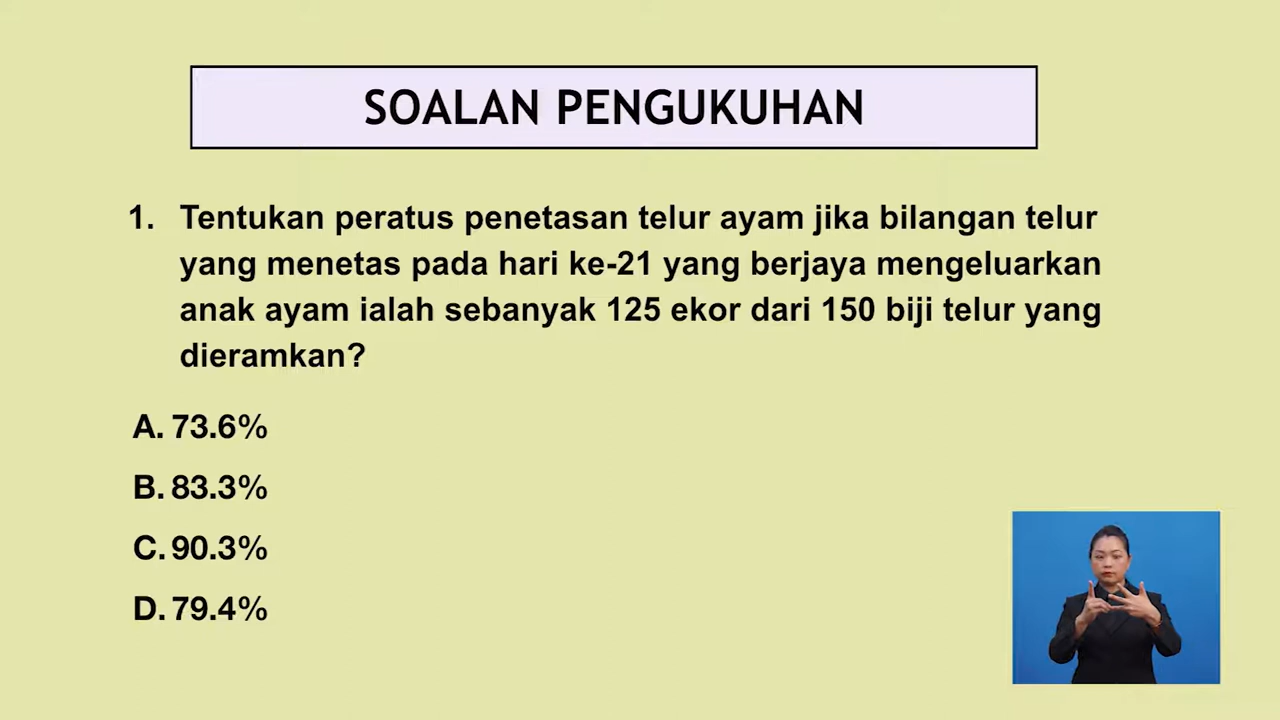 SOALAN PENGUKUHAN
1. Tentukan peratus penetasan telur ayam jika bilangan telur
yang menetas pada hari ke-21 yang berjaya mengeluarkan
anak ayam ialah sebanyak 125 ekor dari 150 biji telur yang
dieramkan?
A. 73.6%
B. 83.3%
C. 90.3%
D. 79.4%